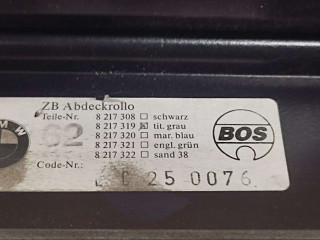 ZB Abdeckrollo
Teile-Nr. 8 217 308 ☐ schwarz
8 217 319 ☒ tit. grau
8 217 320 ☐ mar. blau
8 217 321 ☐ engl. grün
8 217 322 ☐ sand 38
Code-Nr.:
25 0076
BOS